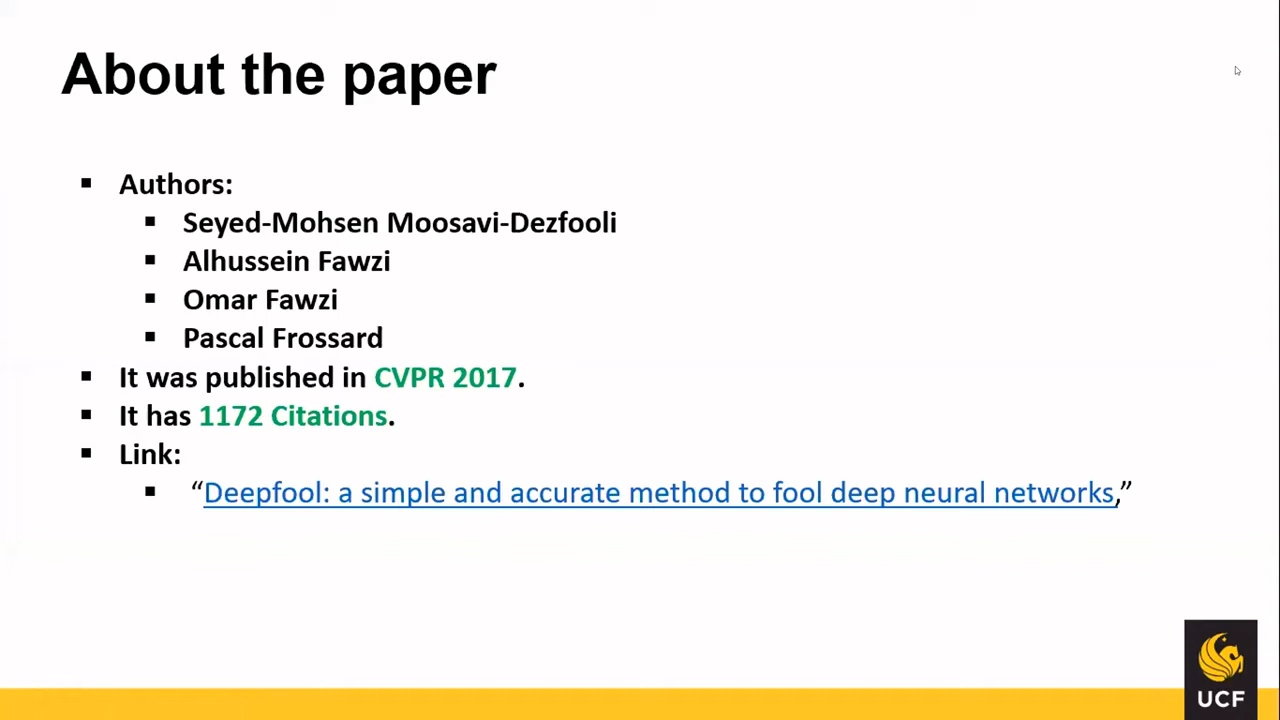 About the paper
Authors:
Seyed-Mohsen Moosavi-Dezfooli
Alhussein Fawzi
Omar Fawzi
Pascal Frossard
It was published in CVPR 2017.
It has 1172 Citations.
Link:
“Deepfool: a simple and accurate method to fool deep neural networks,”
UCF